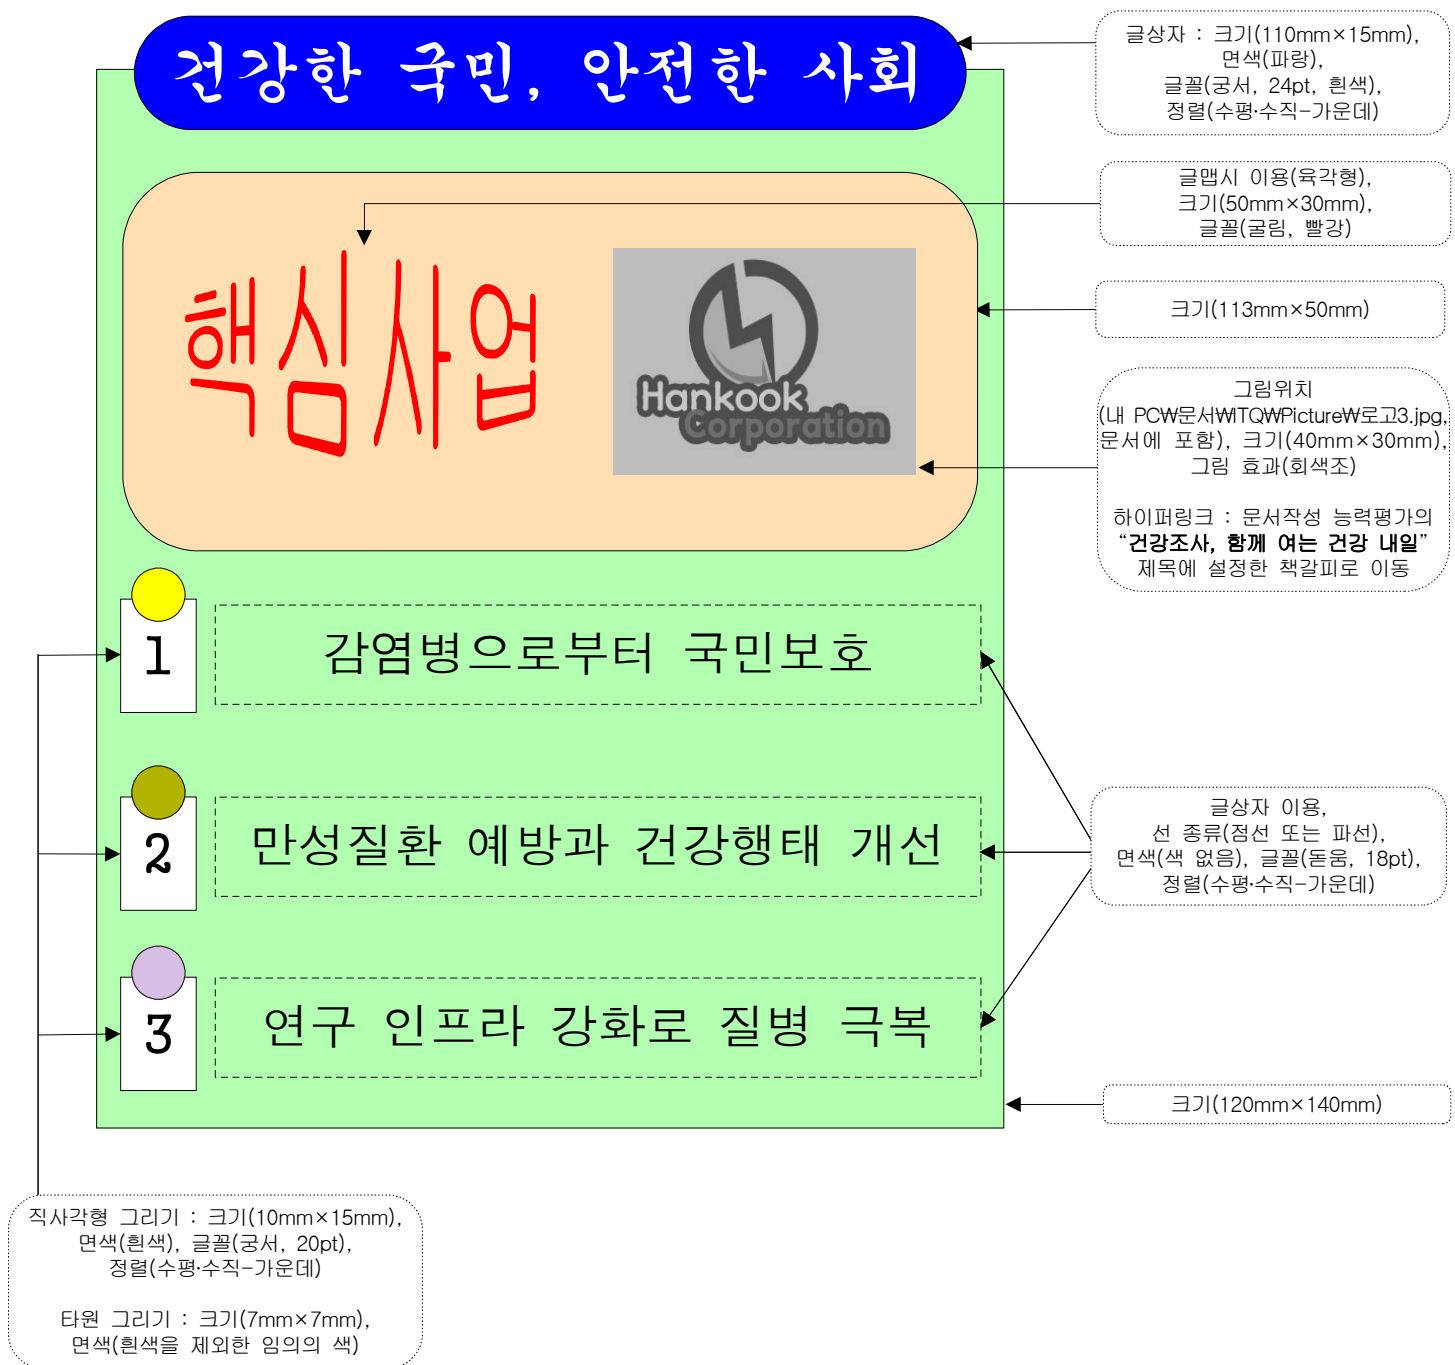 건강한 국민, 안전한 사회
글상자 : 크기(110mm×15mm),
면색(파랑),
글꼴(궁서, 24pt, 흰색),
정렬(수평·수직-가운데)
글맵시 이용(육각형),
크기(50mm×30mm),
글꼴(굴림, 빨강)
핵심사업
Hankook
Corporation
크기(113mm×50mm)
그림위치
(내 PC₩문서₩ITQ₩Picture₩로고3.jpg,
문서에 포함), 크기(40mm×30mm),
그림 효과(회색조)
하이퍼링크 : 문서작성 능력평가의
“건강조사, 함께 여는 건강 내일”
제목에 설정한 책갈피로 이동
1
감염병으로부터 국민보호
2
만성질환 예방과 건강행태 개선
글상자 이용,
선 종류(점선 또는 파선),
면색(색 없음), 글꼴(돋움, 18pt),
정렬(수평·수직-가운데)
3
연구 인프라 강화로 질병 극복
크기(120mm×140mm)
직사각형 그리기 : 크기(10mm×15mm),
면색(흰색), 글꼴(궁서, 20pt),
정렬(수평·수직-가운데)
타원 그리기 : 크기(7mm×7mm),
면색(흰색을 제외한 임의의 색)